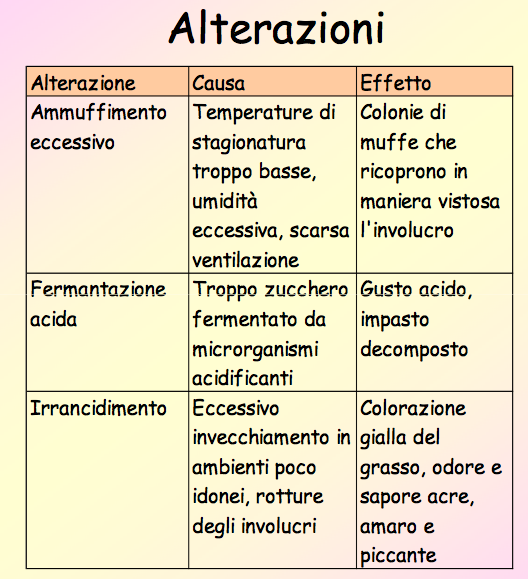 Alterazioni
Alterazione Causa Effetto
Ammuffimento eccessivo
Temperature di stagionatura troppo basse, umidità eccessiva, scarsa ventilazione
Colonie di muffe che ricoprono in maniera vistosa l'involucro
Fermantazione acida
Troppo zucchero fermentato da microrganismi acidificanti
Gusto acido, impasto decomposto
Irrancidimento
Eccessivo invecchiamento in ambienti poco idonei, rotture degli involucri
Colorazione gialla del grasso, odore e sapore acre, amaro e piccante